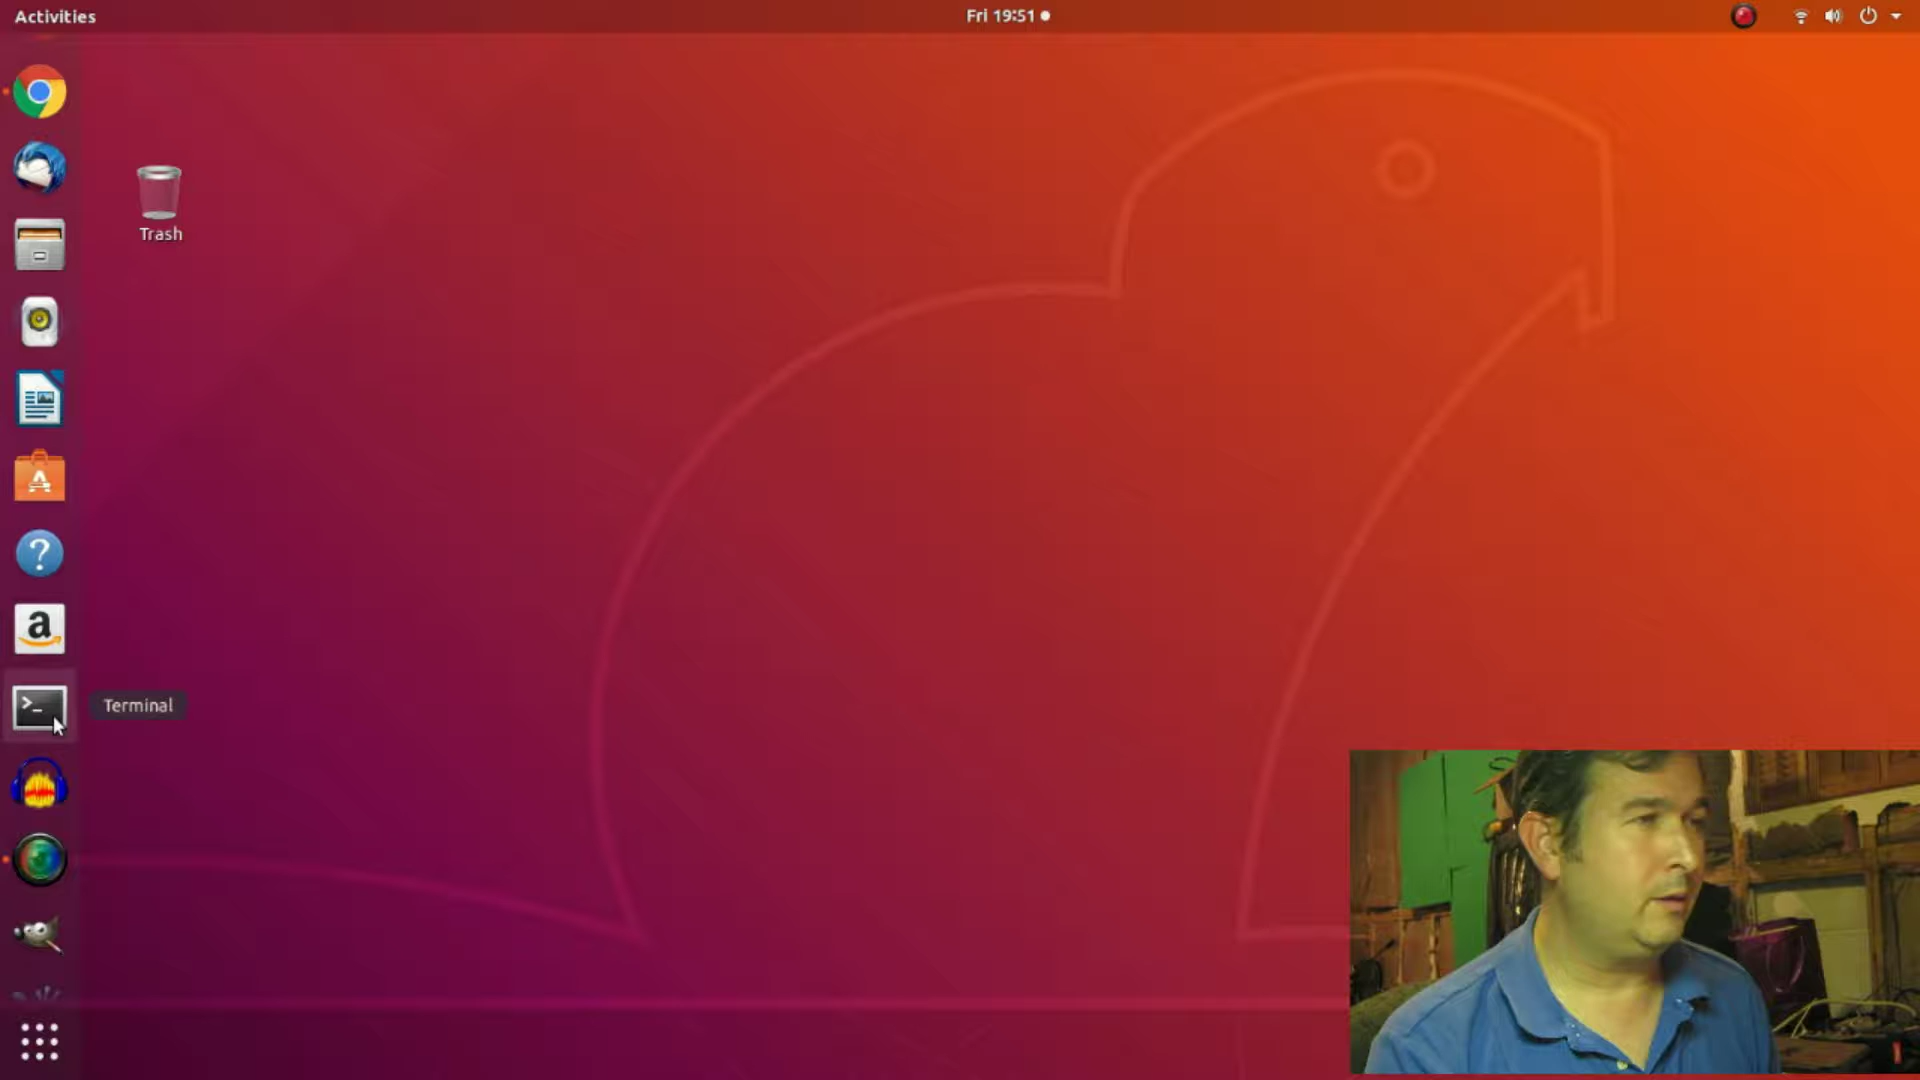 Activities
Fri 19:51
Trash
A
?
a
>_
Terminal